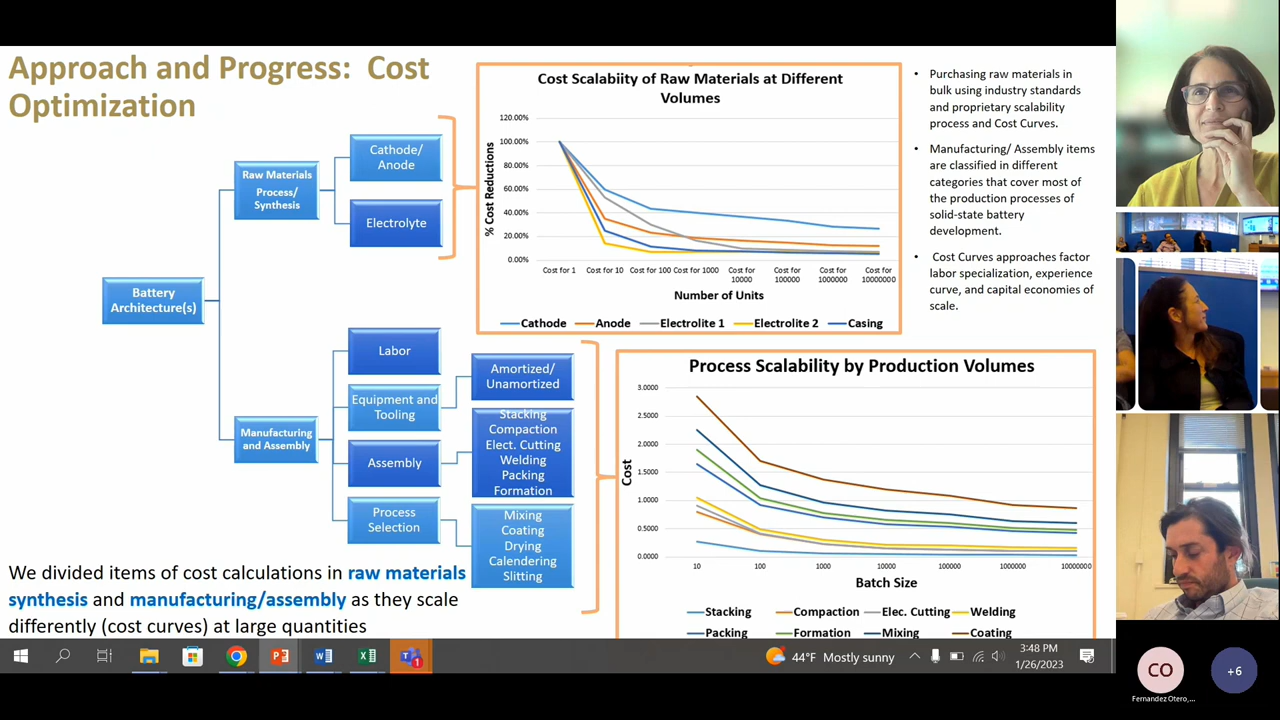 Approach and Progress: Cost
Optimization
Battery
Architecture(s)
Raw Materials
Process/
Synthesis
Cathode/
Anode
Electrolyte
Manufacturing
and Assembly
Labor
Equipment and
Tooling
Assembly
Process
Selection
Amortized/
Unamortized
Stacking
Compaction
Elect. Cutting
Welding
Packing
Formation
Mixing
Coating
Drying
Calendering
Slitting
We divided items of cost calculations in raw materials
synthesis and manufacturing/assembly as they scale
differently (cost curves) at large quantities
Cost Scalabiity of Raw Materials at Different
Volumes
% Cost Reductions
120.00%
100.00%
80.00%
60.00%
40.00%
20.00%
0.00%
Cost for 1
Cost for 10
Cost for 100
Cost for 1000
Cost for
10000
Cost for
100000
Cost for
1000000
Cost for
10000000
Number of Units
Cathode
Anode
Electrolite 1
Electrolite 2
Casing
• Purchasing raw materials in
bulk using industry standards
and proprietary scalability
process and Cost Curves.
• Manufacturing/ Assembly items
are classified in different
categories that cover most of
the production processes of
solid-state battery
development.
• Cost Curves approaches factor
labor specialization, experience
curve, and capital economies of
scale.
Process Scalability by Production Volumes
Cost
3.0000
2.5000
2.0000
1.5000
1.0000
0.5000
0.0000
10
100
1000
10000
100000
1000000
10000000
Batch Size
Stacking
Compaction
Elec. Cutting
Welding
Packing
Formation
Mixing
Coating
1
44°F Mostly sunny
3:48 PM
1/26/2023
CO
Fernandez Otero,...
+6